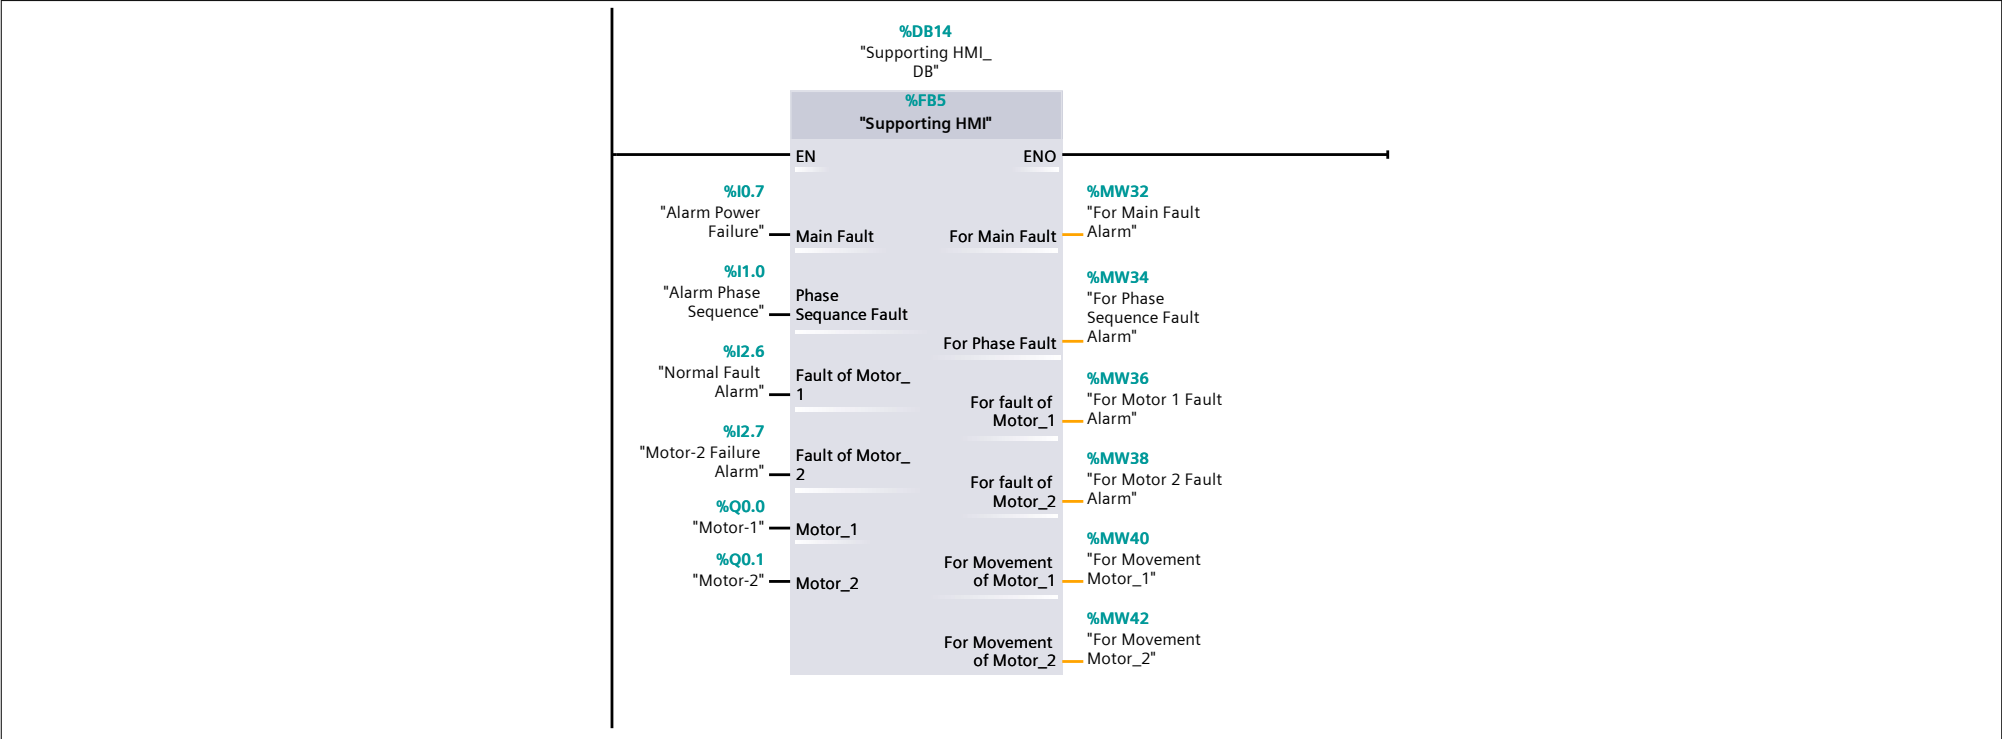 %DB14
"Supporting HMI_
DB"
%FB5
"Supporting HMI"
EN
ENO
%I0.7
"Alarm Power
Failure"
Main Fault
For Main Fault
%MW32
"For Main Fault
Alarm"
%I1.0
"Alarm Phase
Sequence"
Phase
Sequance Fault
For Phase Fault
%MW34
"For Phase
Sequence Fault
Alarm"
%I2.6
"Normal Fault
Alarm"
Fault of Motor_
1
For fault of
Motor_1
%MW36
"For Motor 1 Fault
Alarm"
%I2.7
"Motor-2 Failure
Alarm"
Fault of Motor_
2
For fault of
Motor_2
%MW38
"For Motor 2 Fault
Alarm"
%Q0.0
"Motor-1"
Motor_1
For Movement
of Motor_1
%MW40
"For Movement
Motor_1"
%Q0.1
"Motor-2"
Motor_2
For Movement
of Motor_2
%MW42
"For Movement
Motor_2"